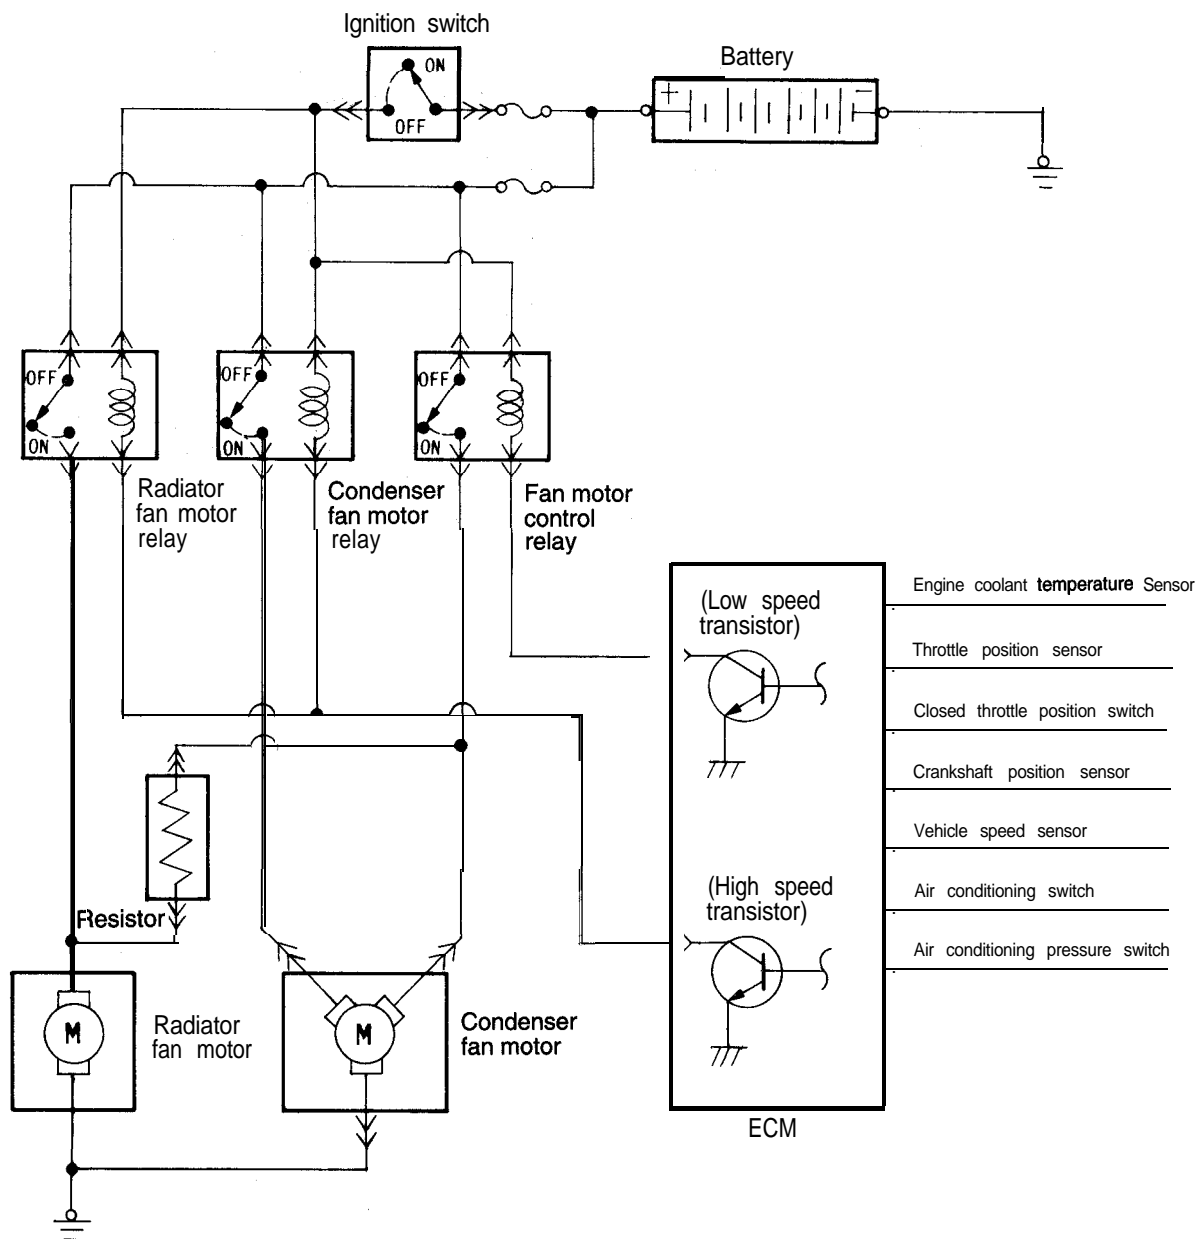 Ignition switch
Battery
ON
OFF
+
−
OFF
ON
OFF
ON
OFF
ON
Radiator
fan motor
relay
Condenser
fan motor
relay
Fan motor
control
relay
(Low speed
transistor)
Engine coolant temperature Sensor
Throttle position sensor
Closed throttle position switch
Crankshaft position sensor
Vehicle speed sensor
Air conditioning switch
Air conditioning pressure switch
(High speed
transistor)
Resistor
M
Radiator
fan motor
M
Condenser
fan motor
ECM